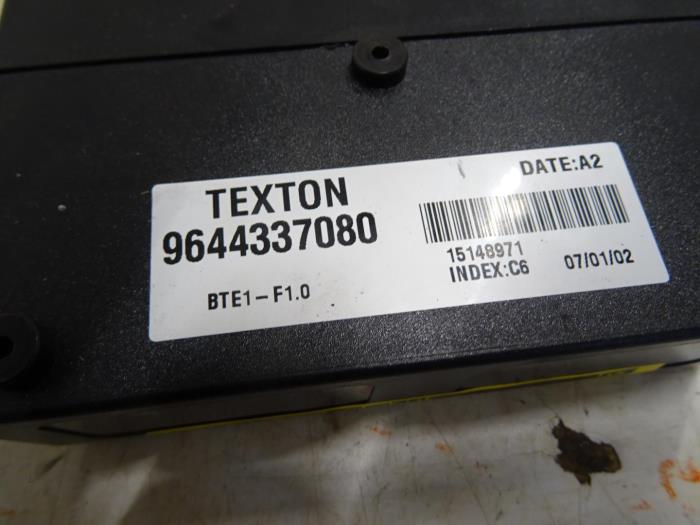 TEXTON
9644337080
BTE1-F1.0
DATE:A2
15148971
INDEX:C6 07/01/02